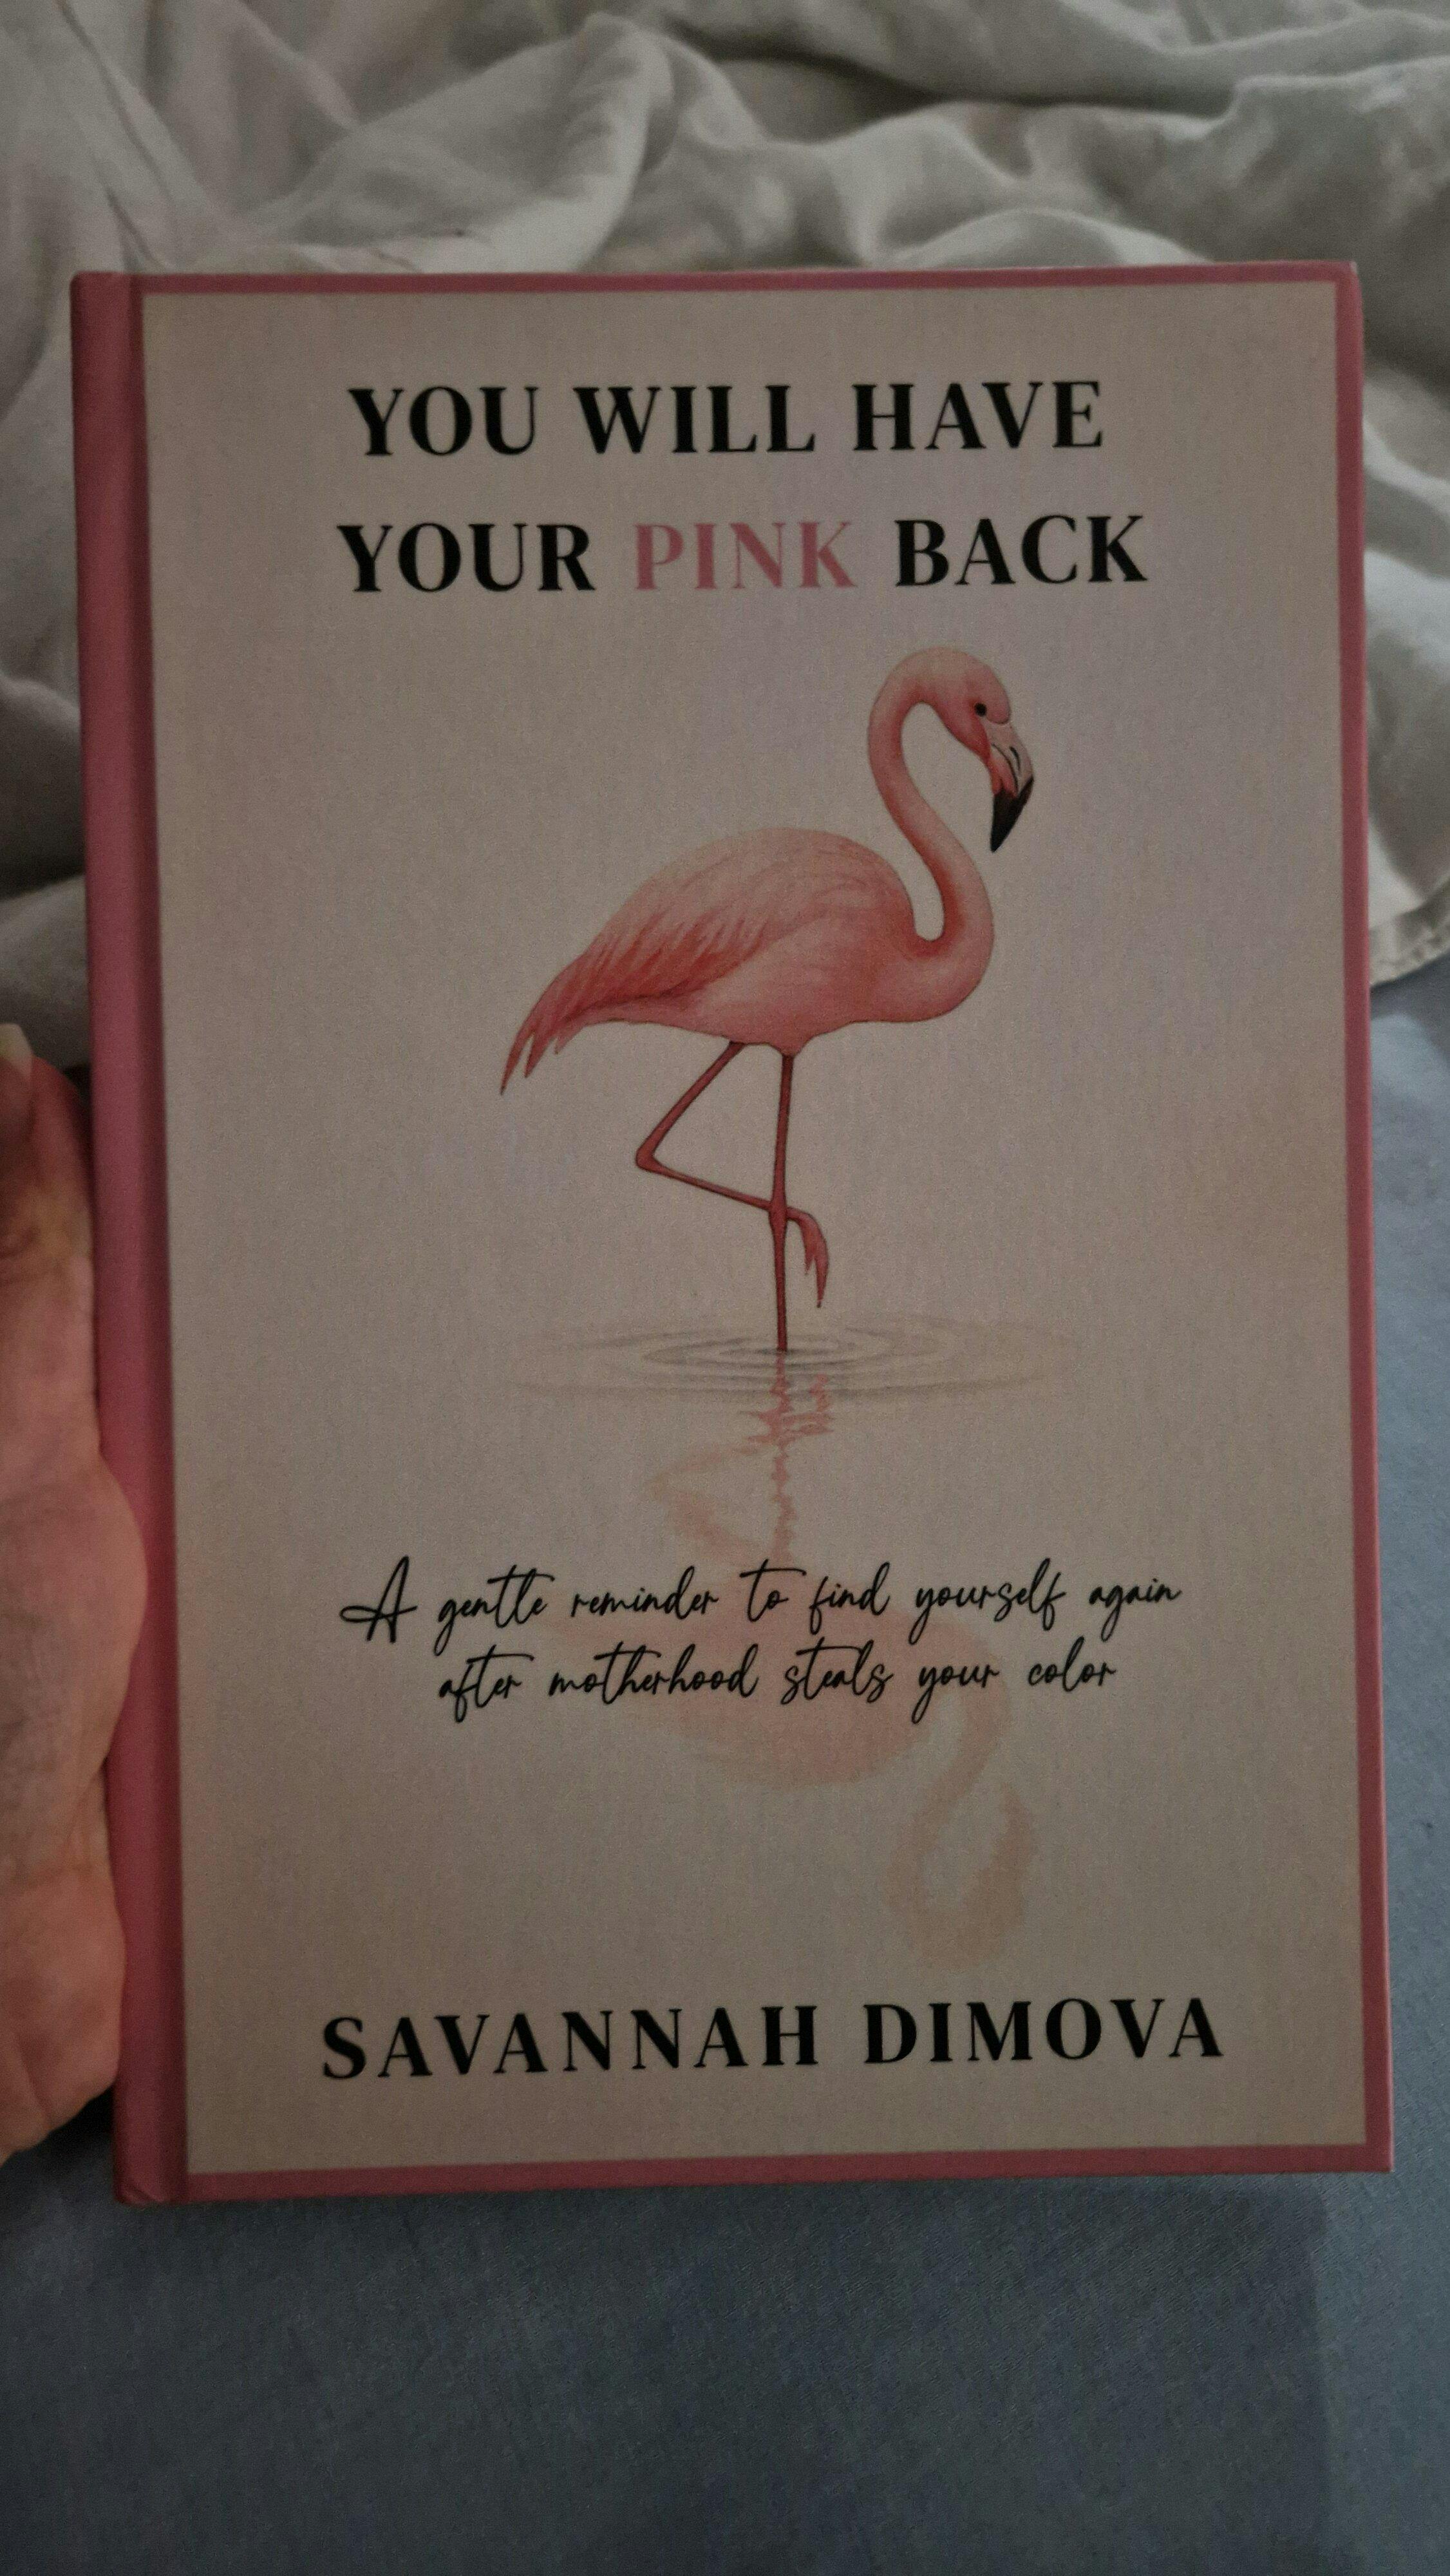 YOU WILL HAVE
YOUR PINK BACK
A gentle reminder to find yourself again
after motherhood steals your color
SAVANNAH DIMOVA